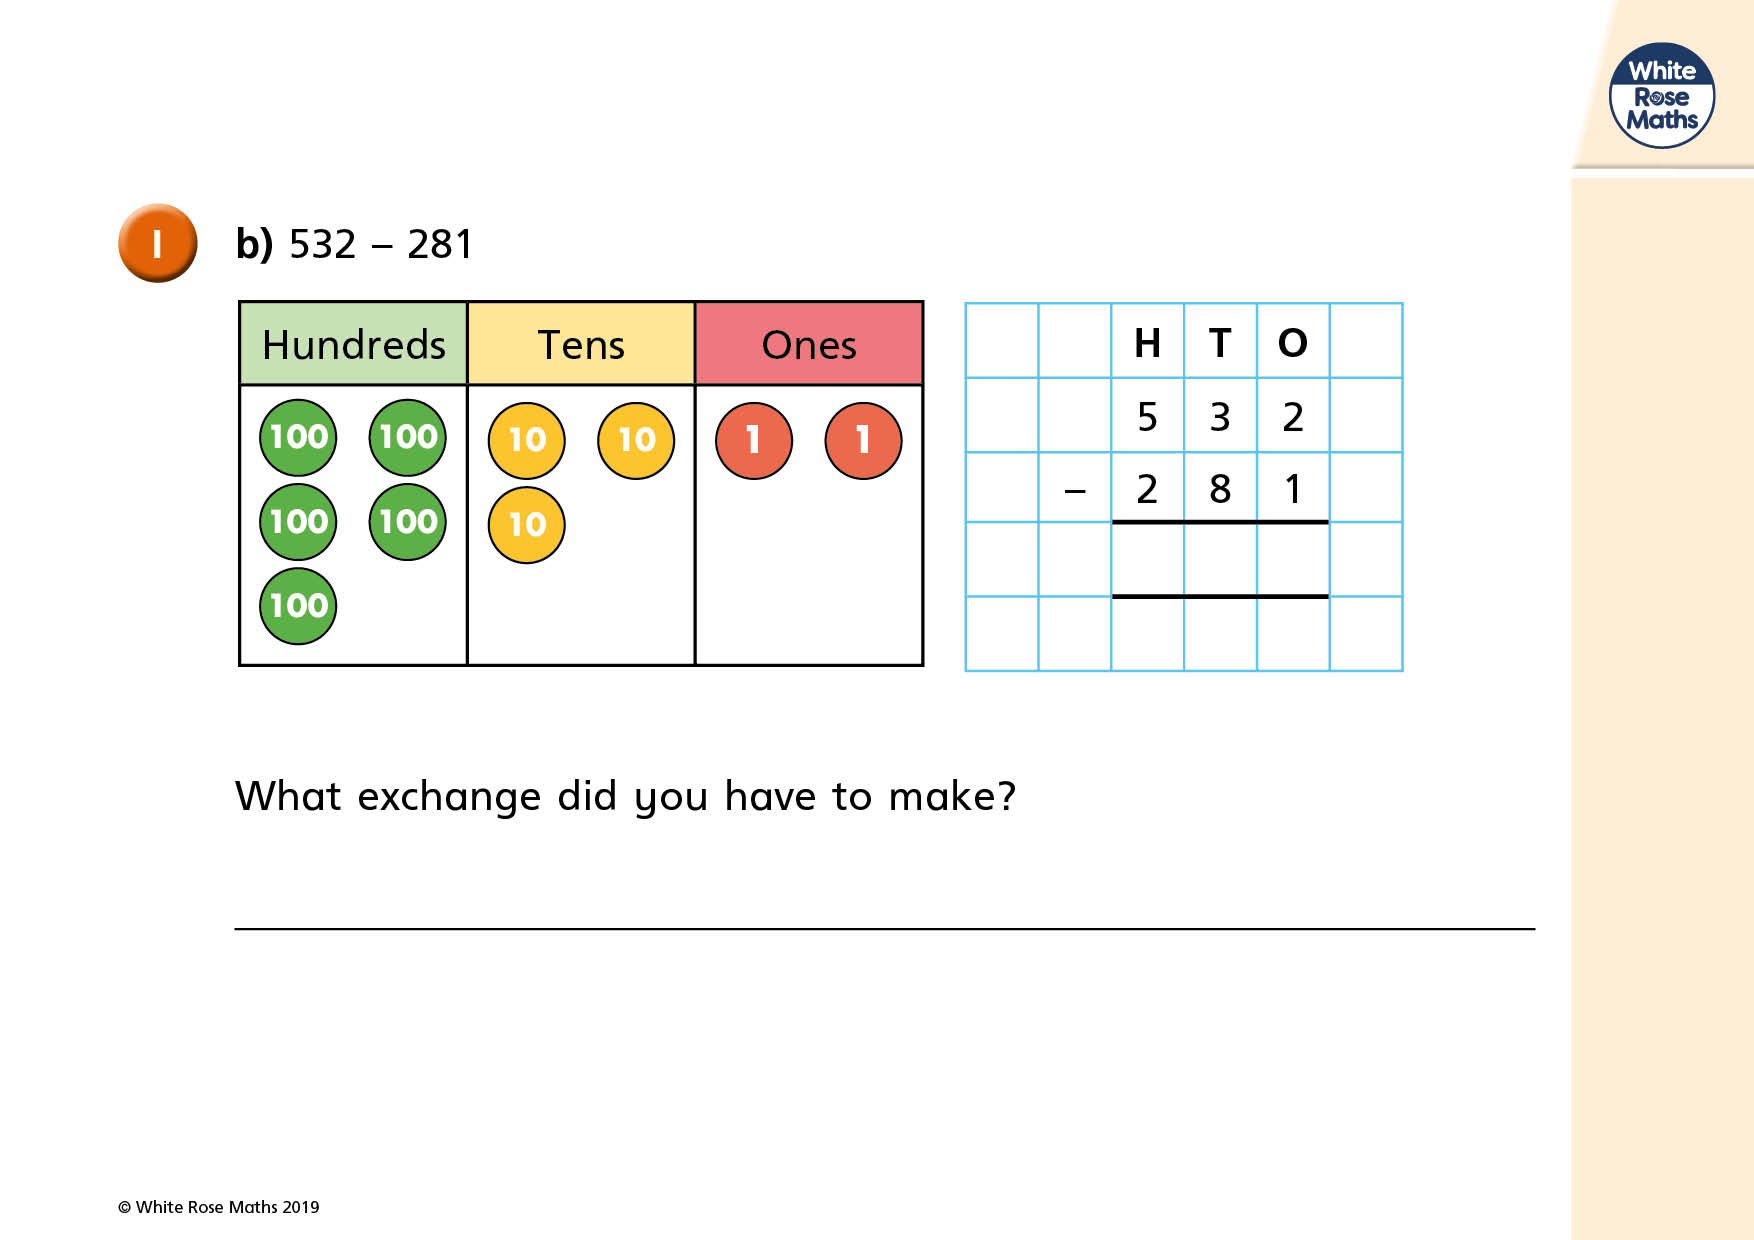 White
Rose
Maths
1
b) 532 – 281
Hundreds Tens Ones
100 100 10 10 1 1
100 100 10
100
H T O
5 3 2
– 2 8 1
What exchange did you have to make?
© White Rose Maths 2019